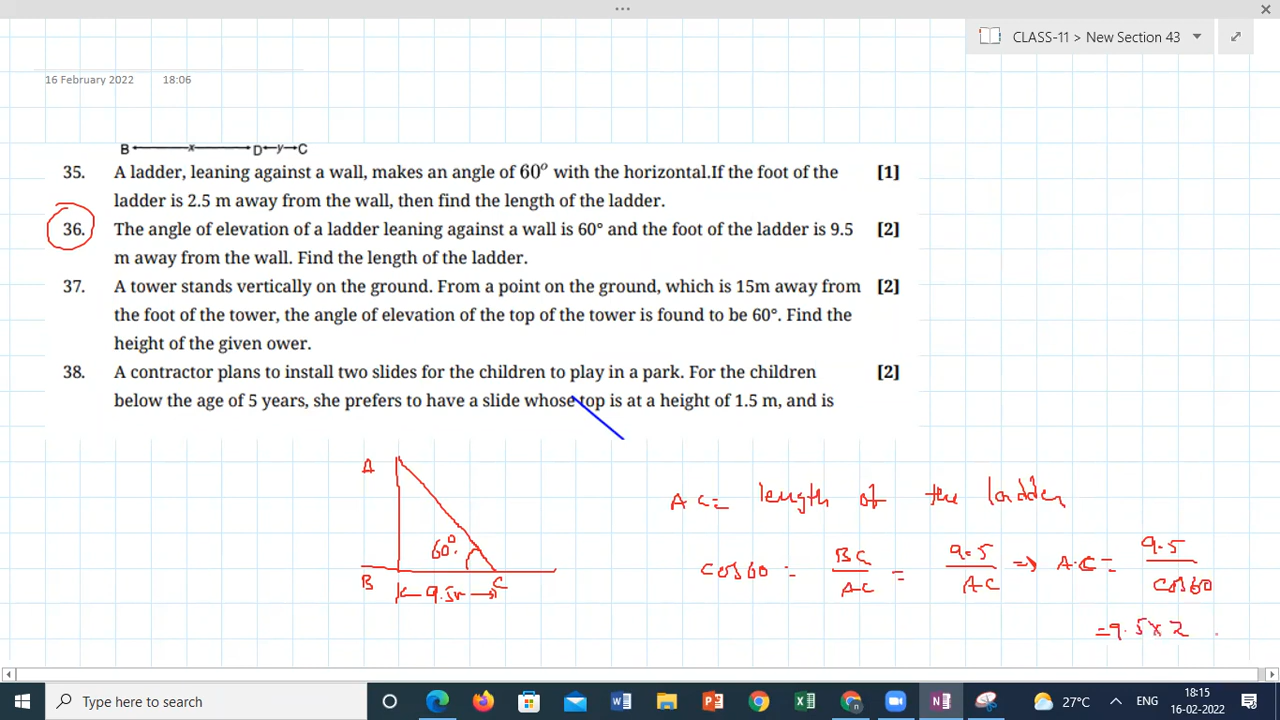 CLASS-11 > New Section 43
16 February 2022 18:06
B x D y C
35. A ladder, leaning against a wall, makes an angle of 60⁰ with the horizontal.If the foot of the [1]
ladder is 2.5 m away from the wall, then find the length of the ladder.
36. The angle of elevation of a ladder leaning against a wall is 60° and the foot of the ladder is 9.5 [2]
m away from the wall. Find the length of the ladder.
37. A tower stands vertically on the ground. From a point on the ground, which is 15m away from [2]
the foot of the tower, the angle of elevation of the top of the tower is found to be 60°. Find the
height of the given ower.
38. A contractor plans to install two slides for the children to play in a park. For the children [2]
below the age of 5 years, she prefers to have a slide whose top is at a height of 1.5 m, and is
A
60°
B 9.5m C
AC= length of the ladder
cos60 = BC/AC = 9.5/AC => AC = 9.5/cos60
=9.5×2
Type here to search
27°C ENG 18:15
16-02-2022